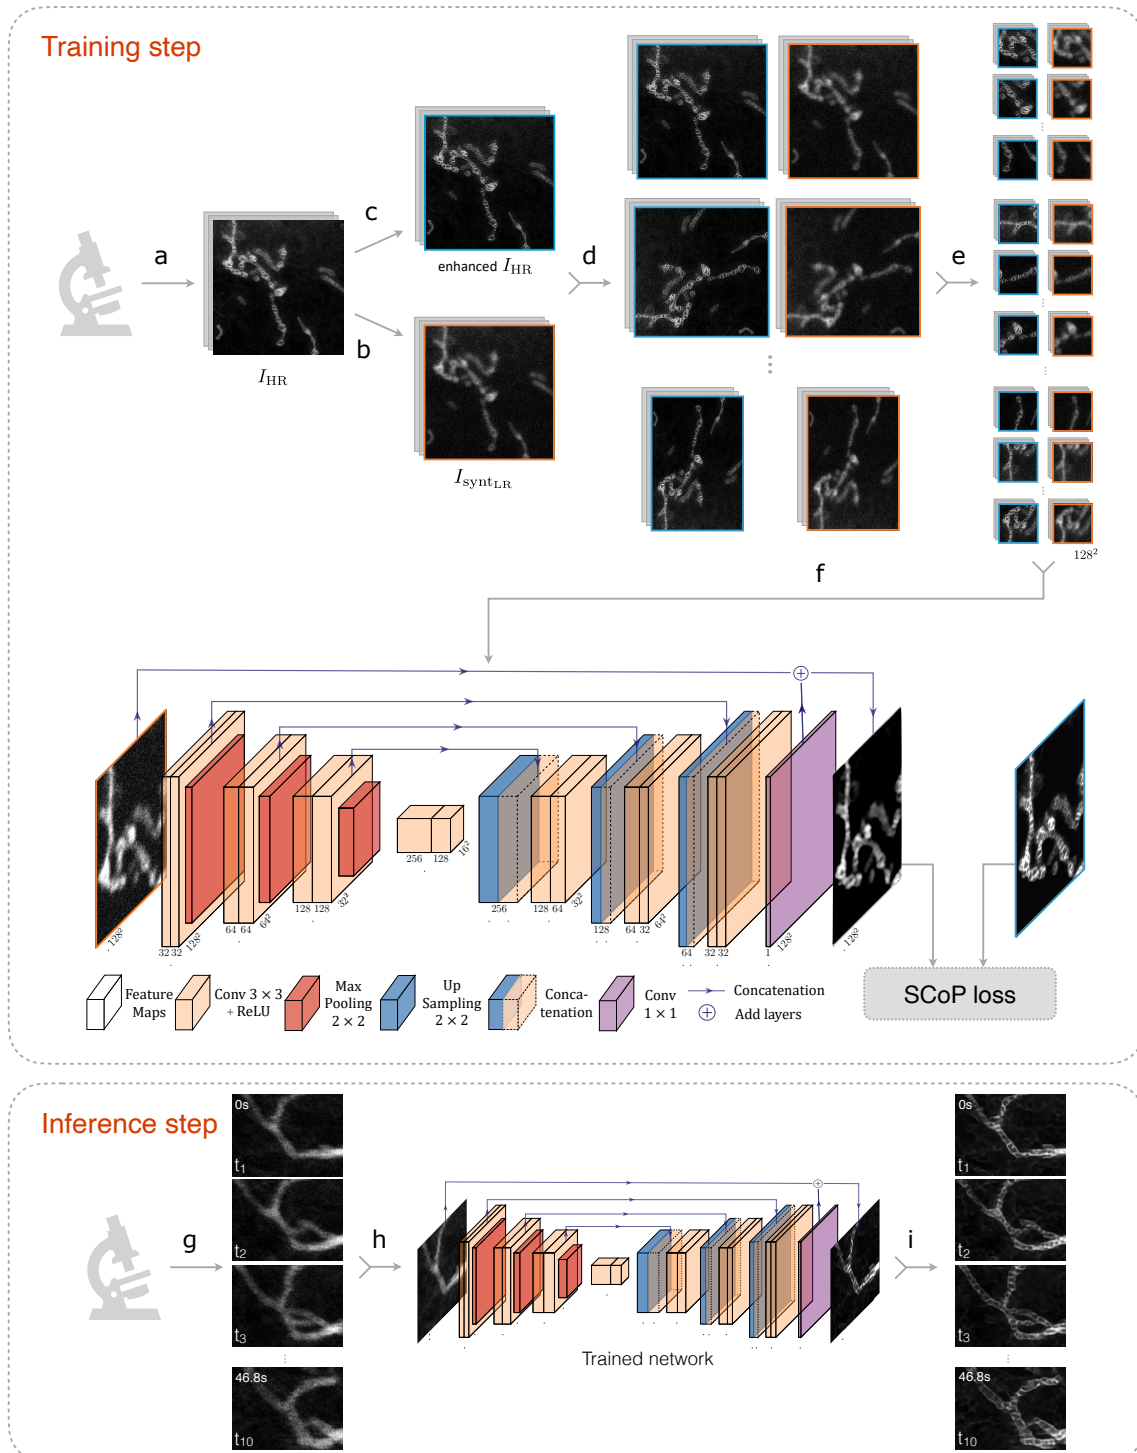 Training step
a
c
b
d
e
I_HR
enhanced I_HR
I_synt_LR
128²
f
. 128²
32 32
128²
64 64
64²
128 128
32²
256 128
16²
256
128 64
32²
128
64 32
64²
64
32 32
1
128²
. 128²
Feature
Maps
Conv 3 × 3
+ ReLU
Max
Pooling
2 × 2
Up
Sampling
2 × 2
Conca-
tenation
Conv
1 × 1
Concatenation
Add layers
SCoP loss
Inference step
0s
t₁
t₂
t₃
46.8s
t₁₀
g
h
Trained network
i
0s
t₁
t₂
t₃
46.8s
t₁₀